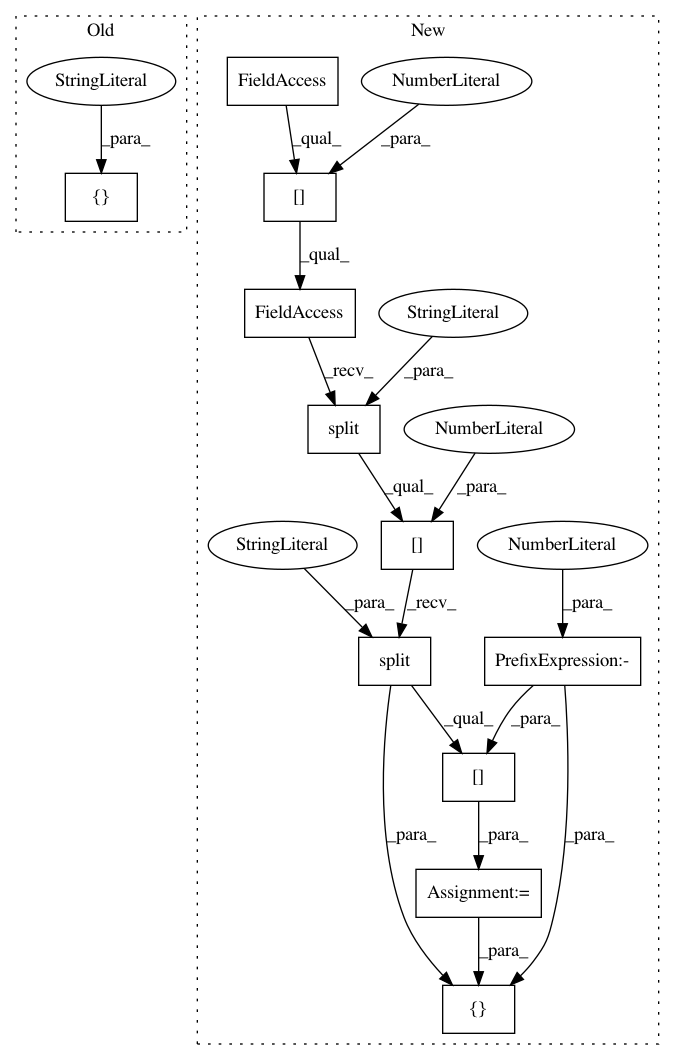 Old
New
StringLiteral
FieldAccess
NumberLiteral
_para_
_qual_
_para_
{}
[]
_qual_
FieldAccess
StringLiteral
_recv_
_para_
split
NumberLiteral
_qual_
_para_
StringLiteral
[]
NumberLiteral
_para_
_recv_
_para_
split
PrefixExpression:-
_qual_
_para_
[]
_para_
_para_
_para_
Assignment:=
_para_
{}